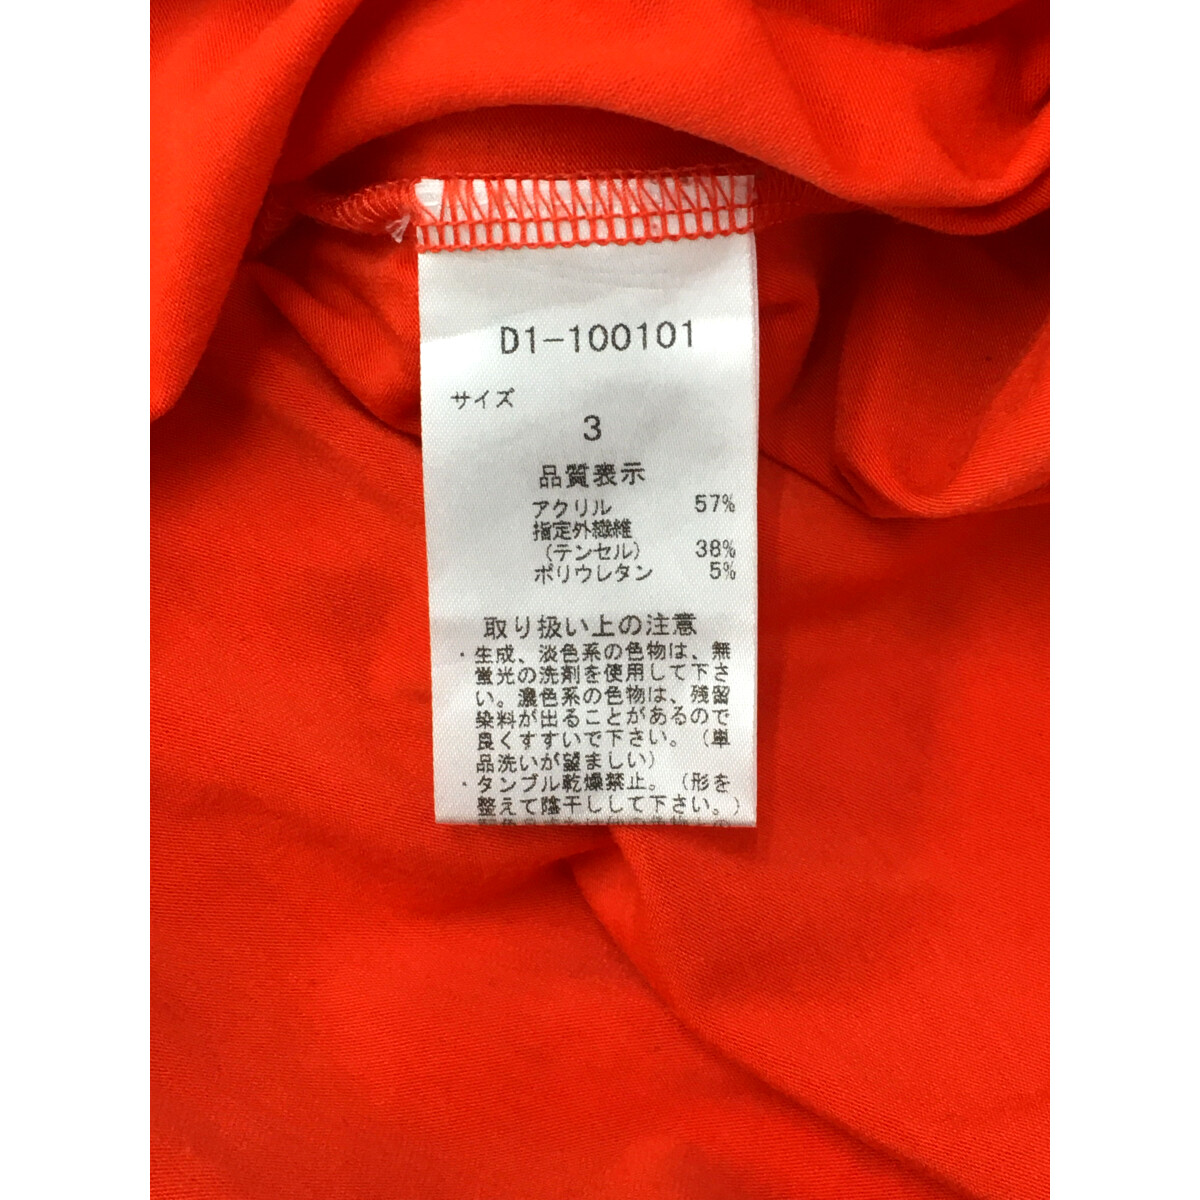 D1-100101
サイズ
3
品質表示
アクリル 57%
指定外繊維
(テンセル) 38%
ポリウレタン 5%
取り扱い上の注意
・生成、淡色系の色物は、無
蛍光の洗剤を使用して下さ
い。濃色系の色物は、残留
染料が出ることがあるので
良くすすいで下さい。(単
品洗いが望ましい)
・タンブル乾燥禁止。(形を
整えて陰干しして下さい。)